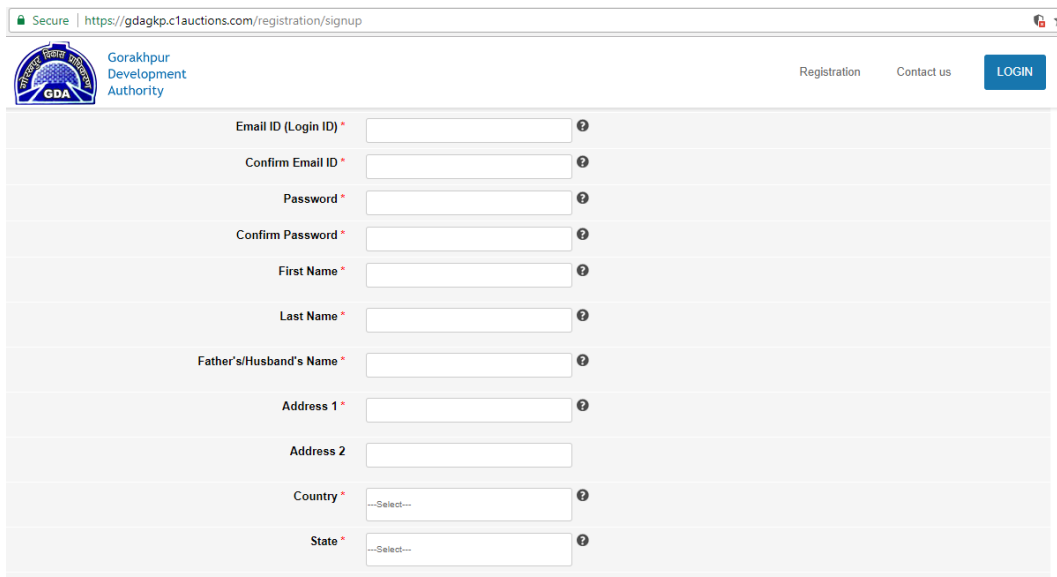 Secure | https://gdagkp.c1auctions.com/registration/signup
गोरखपुर विकास प्राधिकरण
GDA
Gorakhpur
Development
Authority
Registration
Contact us
LOGIN
Email ID (Login ID) *
Confirm Email ID *
Password *
Confirm Password *
First Name *
Last Name *
Father's/Husband's Name *
Address 1 *
Address 2
Country *
---Select---
State *
---Select---